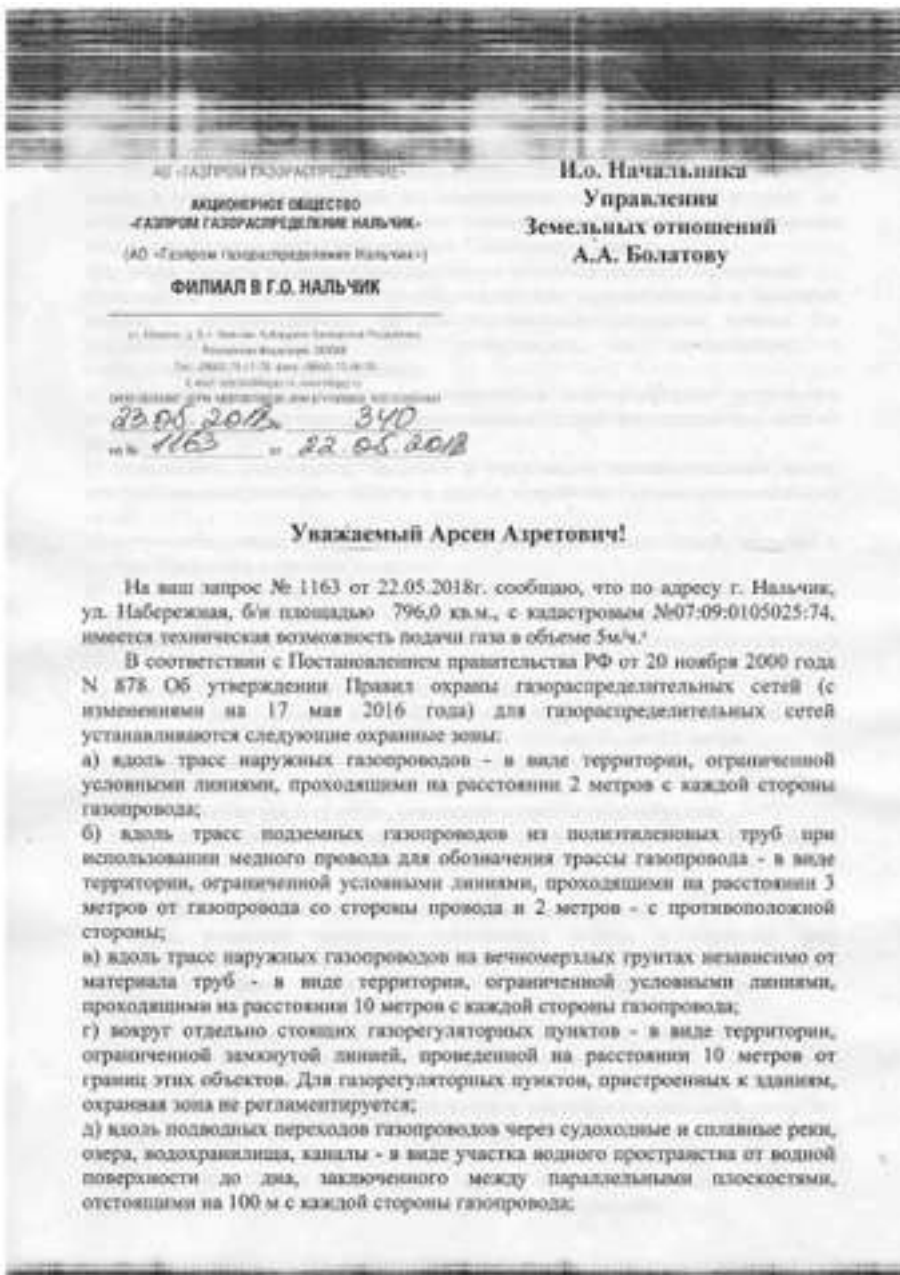 АО «ГАЗПРОМ ГАЗОРАСПРЕДЕЛЕНИЕ»
АКЦИОНЕРНОЕ ОБЩЕСТВО
«ГАЗПРОМ ГАЗОРАСПРЕДЕЛЕНИЕ НАЛЬЧИК»
(АО «Газпром газораспределение Нальчик»)
ФИЛИАЛ В Г.О. НАЛЬЧИК
23.05.2018 340
на № 1163 от 22.05.2018
И.о. Начальника
Управления
Земельных отношений
А.А. Болатову
Уважаемый Арсен Азретович!
На ваш запрос № 1163 от 22.05.2018г. сообщаю, что по адресу г. Нальчик,
ул. Набережная, б/н площадью 796,0 кв.м., с кадастровым №07:09:0105025:74,
имеется техническая возможность подачи газа в объеме 5м/ч.
В соответствии с Постановлением правительства РФ от 20 ноября 2000 года
N 878 Об утверждении Правил охраны газораспределительных сетей (с
изменениями на 17 мая 2016 года) для газораспределительных сетей
устанавливаются следующие охранные зоны:
а) вдоль трасс наружных газопроводов - в виде территории, ограниченной
условными линиями, проходящими на расстоянии 2 метров с каждой стороны
газопровода;
б) вдоль трасс подземных газопроводов из полиэтиленовых труб при
использовании медного провода для обозначения трассы газопровода - в виде
территории, ограниченной условными линиями, проходящими на расстоянии 3
метров от газопровода со стороны провода и 2 метров - с противоположной
стороны;
в) вдоль трасс наружных газопроводов на вечномерзлых грунтах независимо от
материала труб - в виде территории, ограниченной условными линиями,
проходящими на расстоянии 10 метров с каждой стороны газопровода;
г) вокруг отдельно стоящих газорегуляторных пунктов - в виде территории,
ограниченной замкнутой линией, проведенной на расстоянии 10 метров от
границ этих объектов. Для газорегуляторных пунктов, пристроенных к зданиям,
охранная зона не регламентируется;
д) вдоль подводных переходов газопроводов через судоходные и сплавные реки,
озера, водохранилища, каналы - в виде участка водного пространства от водной
поверхности до дна, заключенного между параллельными плоскостями,
отстоящими на 100 м с каждой стороны газопровода;